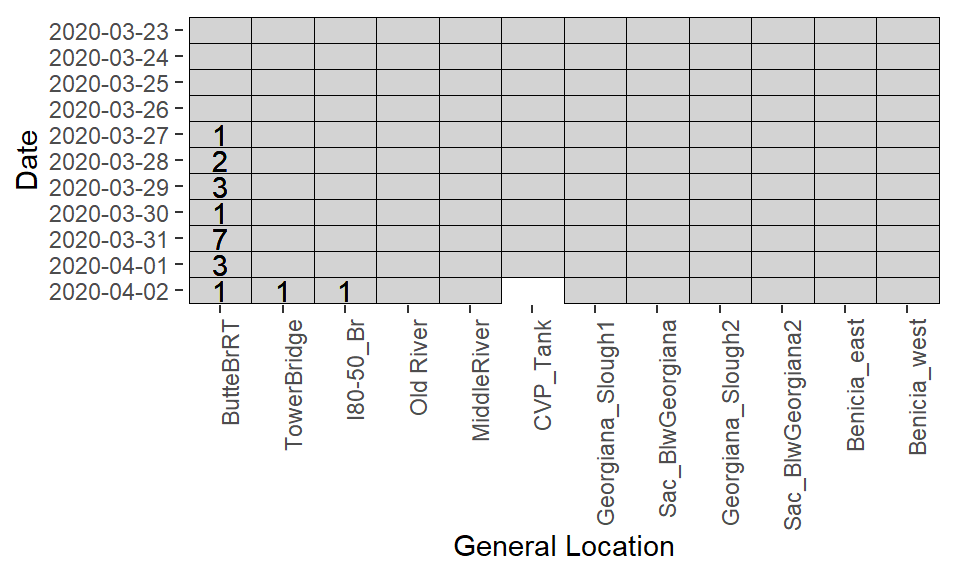 Date
2020-03-23
2020-03-24
2020-03-25
2020-03-26
2020-03-27 1
2020-03-28 2
2020-03-29 3
2020-03-30 1
2020-03-31 7
2020-04-01 3
2020-04-02 1 1 1
ButteBrRT
TowerBridge
I80-50_Br
Old River
MiddleRiver
CVP_Tank
Georgiana_Slough1
Sac_BlwGeorgiana
Georgiana_Slough2
Sac_BlwGeorgiana2
Benicia_east
Benicia_west
General Location